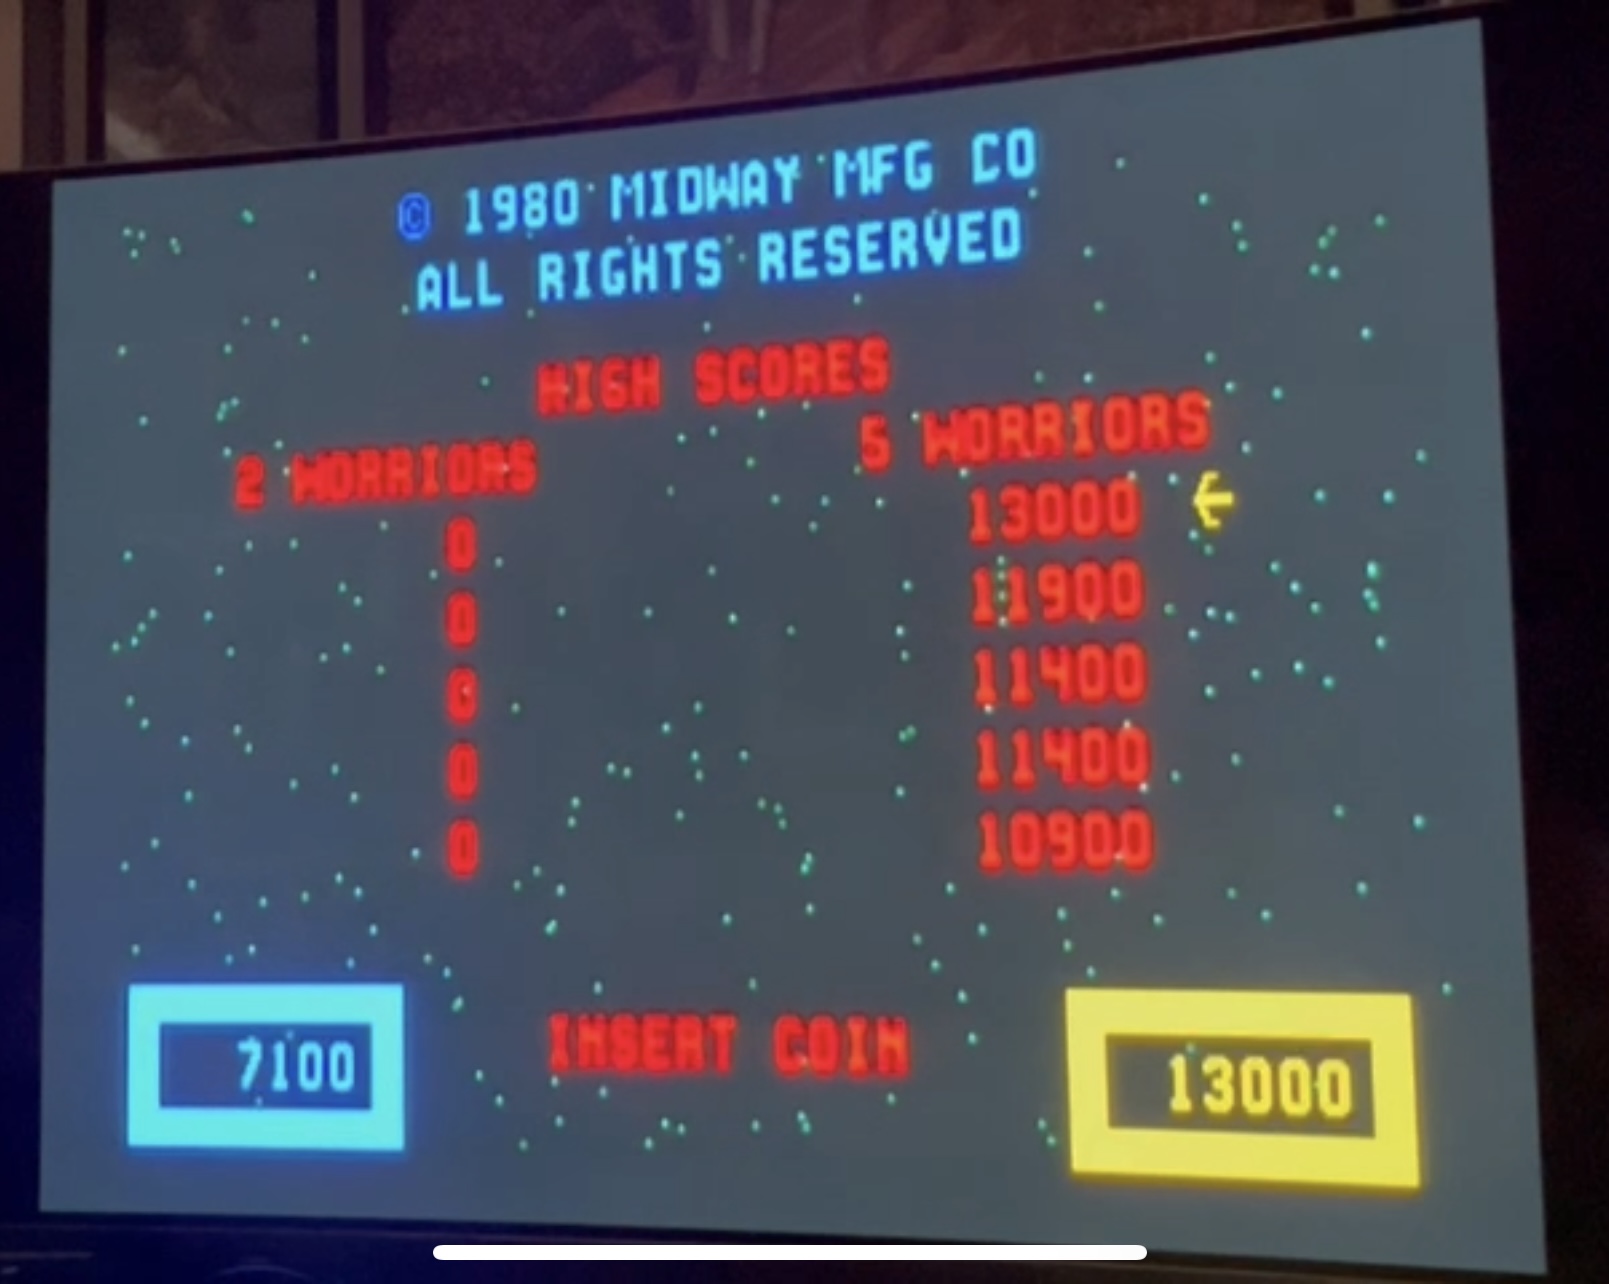 © 1980 MIDWAY MFG CO
ALL RIGHTS RESERVED
HIGH SCORES
2 WORRIORS
0
0
0
0
0
5 WORRIORS
13000 ←
11900
11400
11400
10900
7100
INSERT COIN
13000